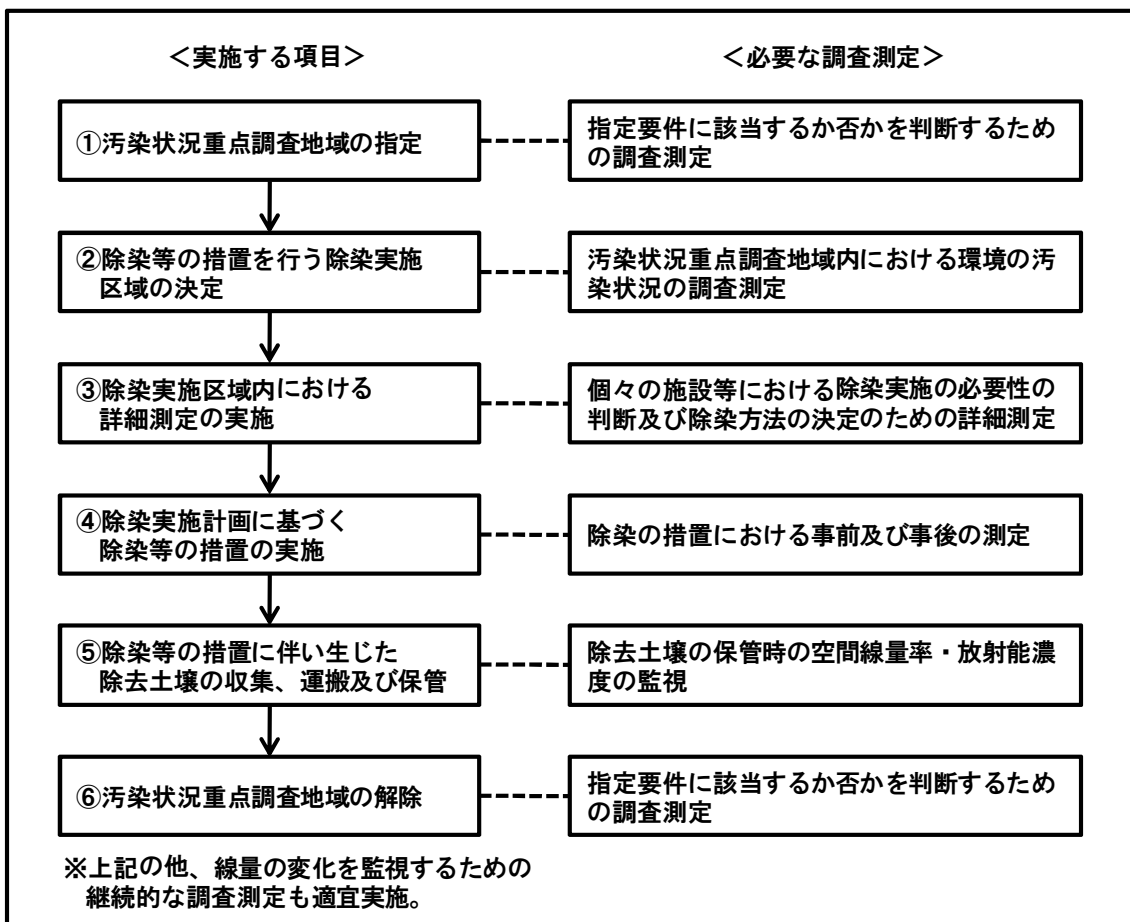 ＜実施する項目＞
＜必要な調査測定＞
①汚染状況重点調査地域の指定
指定要件に該当するか否かを判断するため
の調査測定
②除染等の措置を行う除染実施
区域の決定
汚染状況重点調査地域内における環境の汚
染状況の調査測定
③除染実施区域内における
詳細測定の実施
個々の施設等における除染実施の必要性の
判断及び除染方法の決定のための詳細測定
④除染実施計画に基づく
除染等の措置の実施
除染の措置における事前及び事後の測定
⑤除染等の措置に伴い生じた
除去土壌の収集、運搬及び保管
除去土壌の保管時の空間線量率・放射能濃
度の監視
⑥汚染状況重点調査地域の解除
指定要件に該当するか否かを判断するため
の調査測定
※上記の他、線量の変化を監視するための
継続的な調査測定も適宜実施。